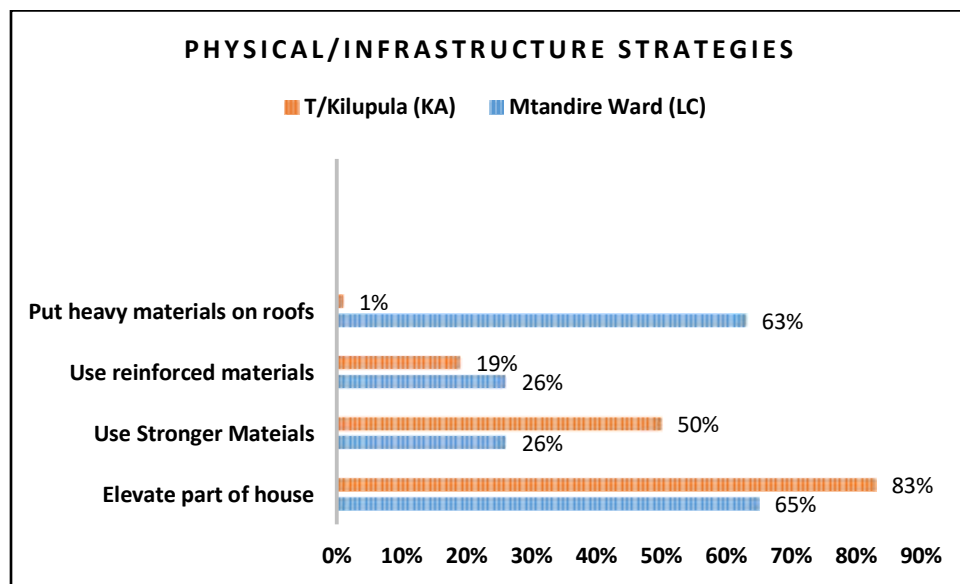 PHYSICAL/INFRASTRUCTURE STRATEGIES
T/Kilupula (KA) Mtandire Ward (LC)
Put heavy materials on roofs 1%
63%
Use reinforced materials 19%
26%
Use Stronger Mateials 50%
26%
Elevate part of house 83%
65%
0% 10% 20% 30% 40% 50% 60% 70% 80% 90%